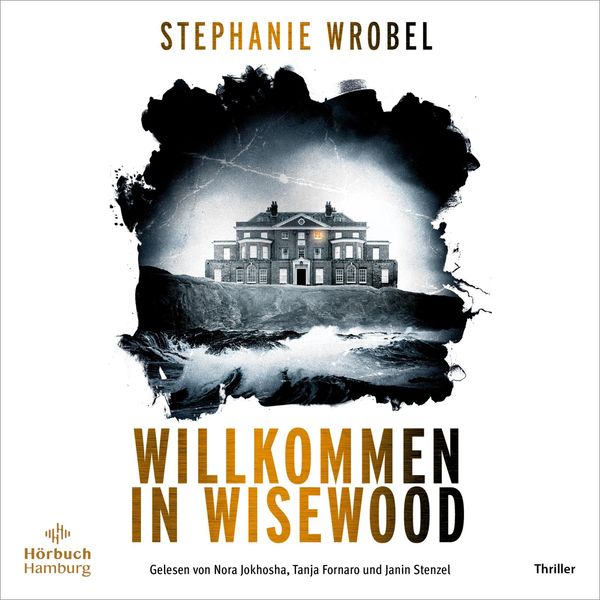 STEPHANIE WROBEL
WILLKOMMEN
IN WISEWOOD
Hörbuch
Hamburg
Gelesen von Nora Jokhosha, Tanja Fornaro und Janin Stenzel
Thriller